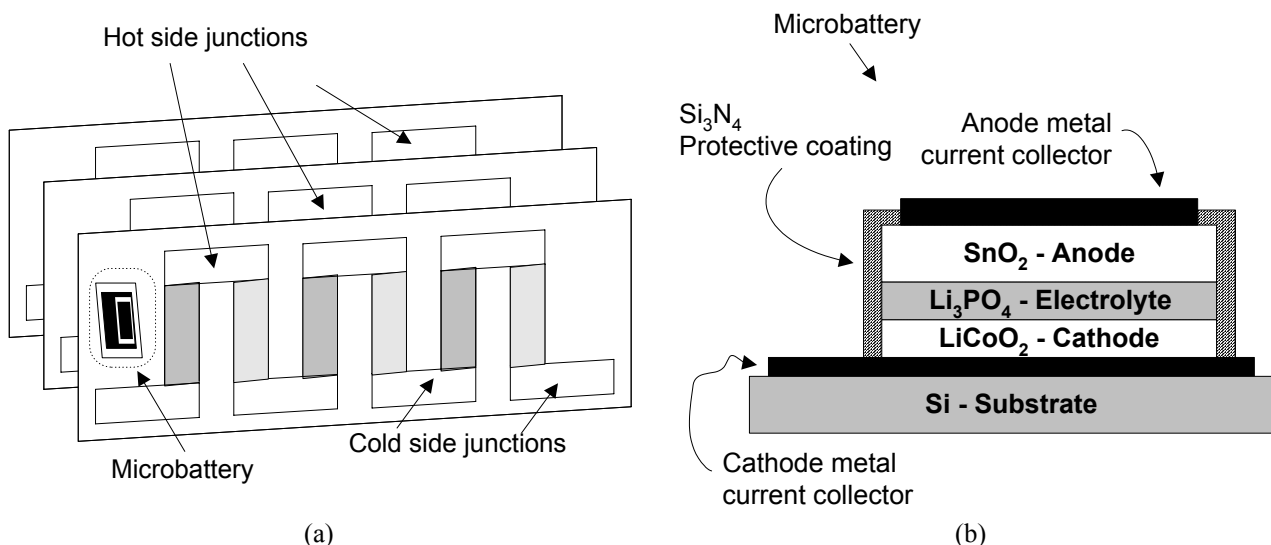 Hot side junctions
Microbattery
Cold side junctions
(a)
Microbattery
Si₃N₄
Protective coating
Anode metal
current collector
SnO₂ - Anode
Li₃PO₄ - Electrolyte
LiCoO₂ - Cathode
Si - Substrate
Cathode metal
current collector
(b)